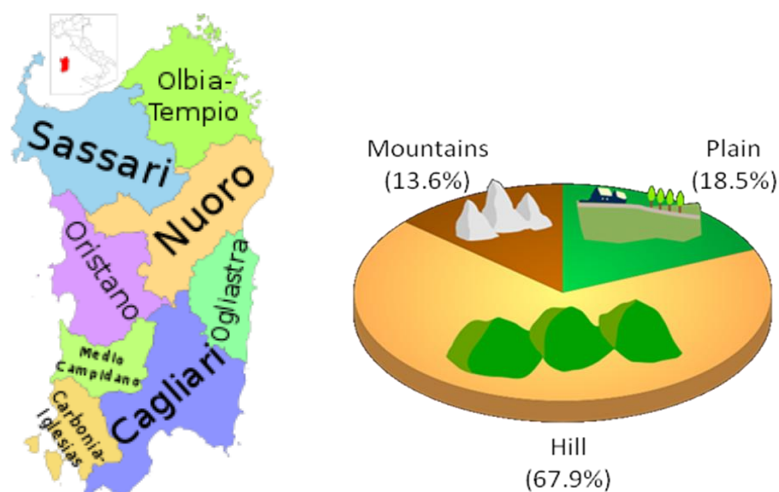 Olbia-
Tempio
Sassari
Nuoro
Oristano
Ogliastra
Medio
Campidano
Cagliari
Carbonia-
Iglesias
Mountains
(13.6%)
Plain
(18.5%)
Hill
(67.9%)